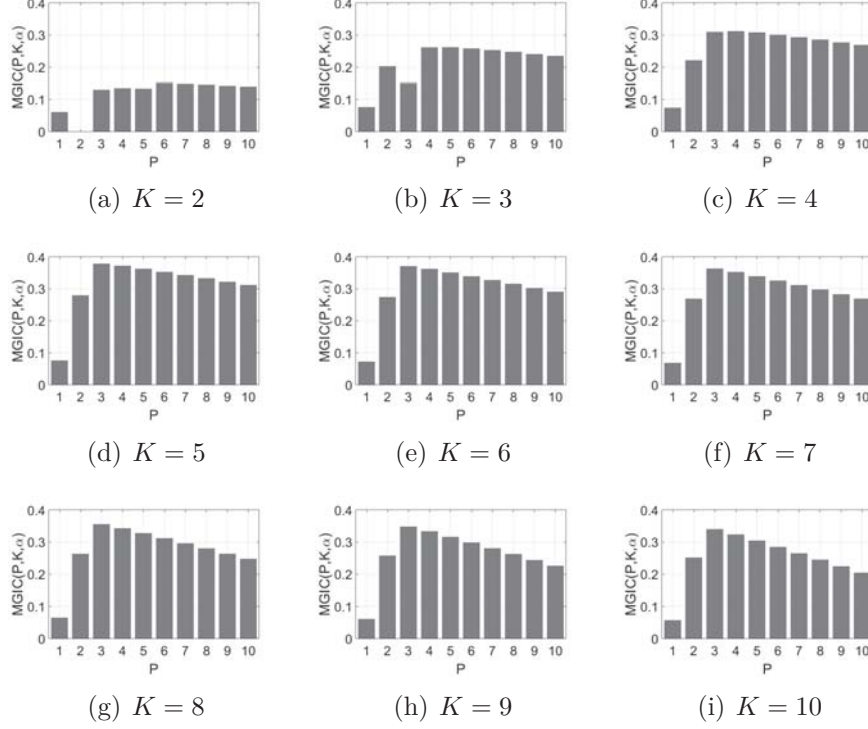 0.4
0.3
0.2
0.1
0
MGIC(P,K,α)
1 2 3 4 5 6 7 8 9 10
P
(a) K = 2
0.4
0.3
0.2
0.1
0
MGIC(P,K,α)
1 2 3 4 5 6 7 8 9 10
P
(b) K = 3
0.4
0.3
0.2
0.1
0
MGIC(P,K,α)
1 2 3 4 5 6 7 8 9 10
P
(c) K = 4
0.4
0.3
0.2
0.1
0
MGIC(P,K,α)
1 2 3 4 5 6 7 8 9 10
P
(d) K = 5
0.4
0.3
0.2
0.1
0
MGIC(P,K,α)
1 2 3 4 5 6 7 8 9 10
P
(e) K = 6
0.4
0.3
0.2
0.1
0
MGIC(P,K,α)
1 2 3 4 5 6 7 8 9 10
P
(f) K = 7
0.4
0.3
0.2
0.1
0
MGIC(P,K,α)
1 2 3 4 5 6 7 8 9 10
P
(g) K = 8
0.4
0.3
0.2
0.1
0
MGIC(P,K,α)
1 2 3 4 5 6 7 8 9 10
P
(h) K = 9
0.4
0.3
0.2
0.1
0
MGIC(P,K,α)
1 2 3 4 5 6 7 8 9 10
P
(i) K = 10